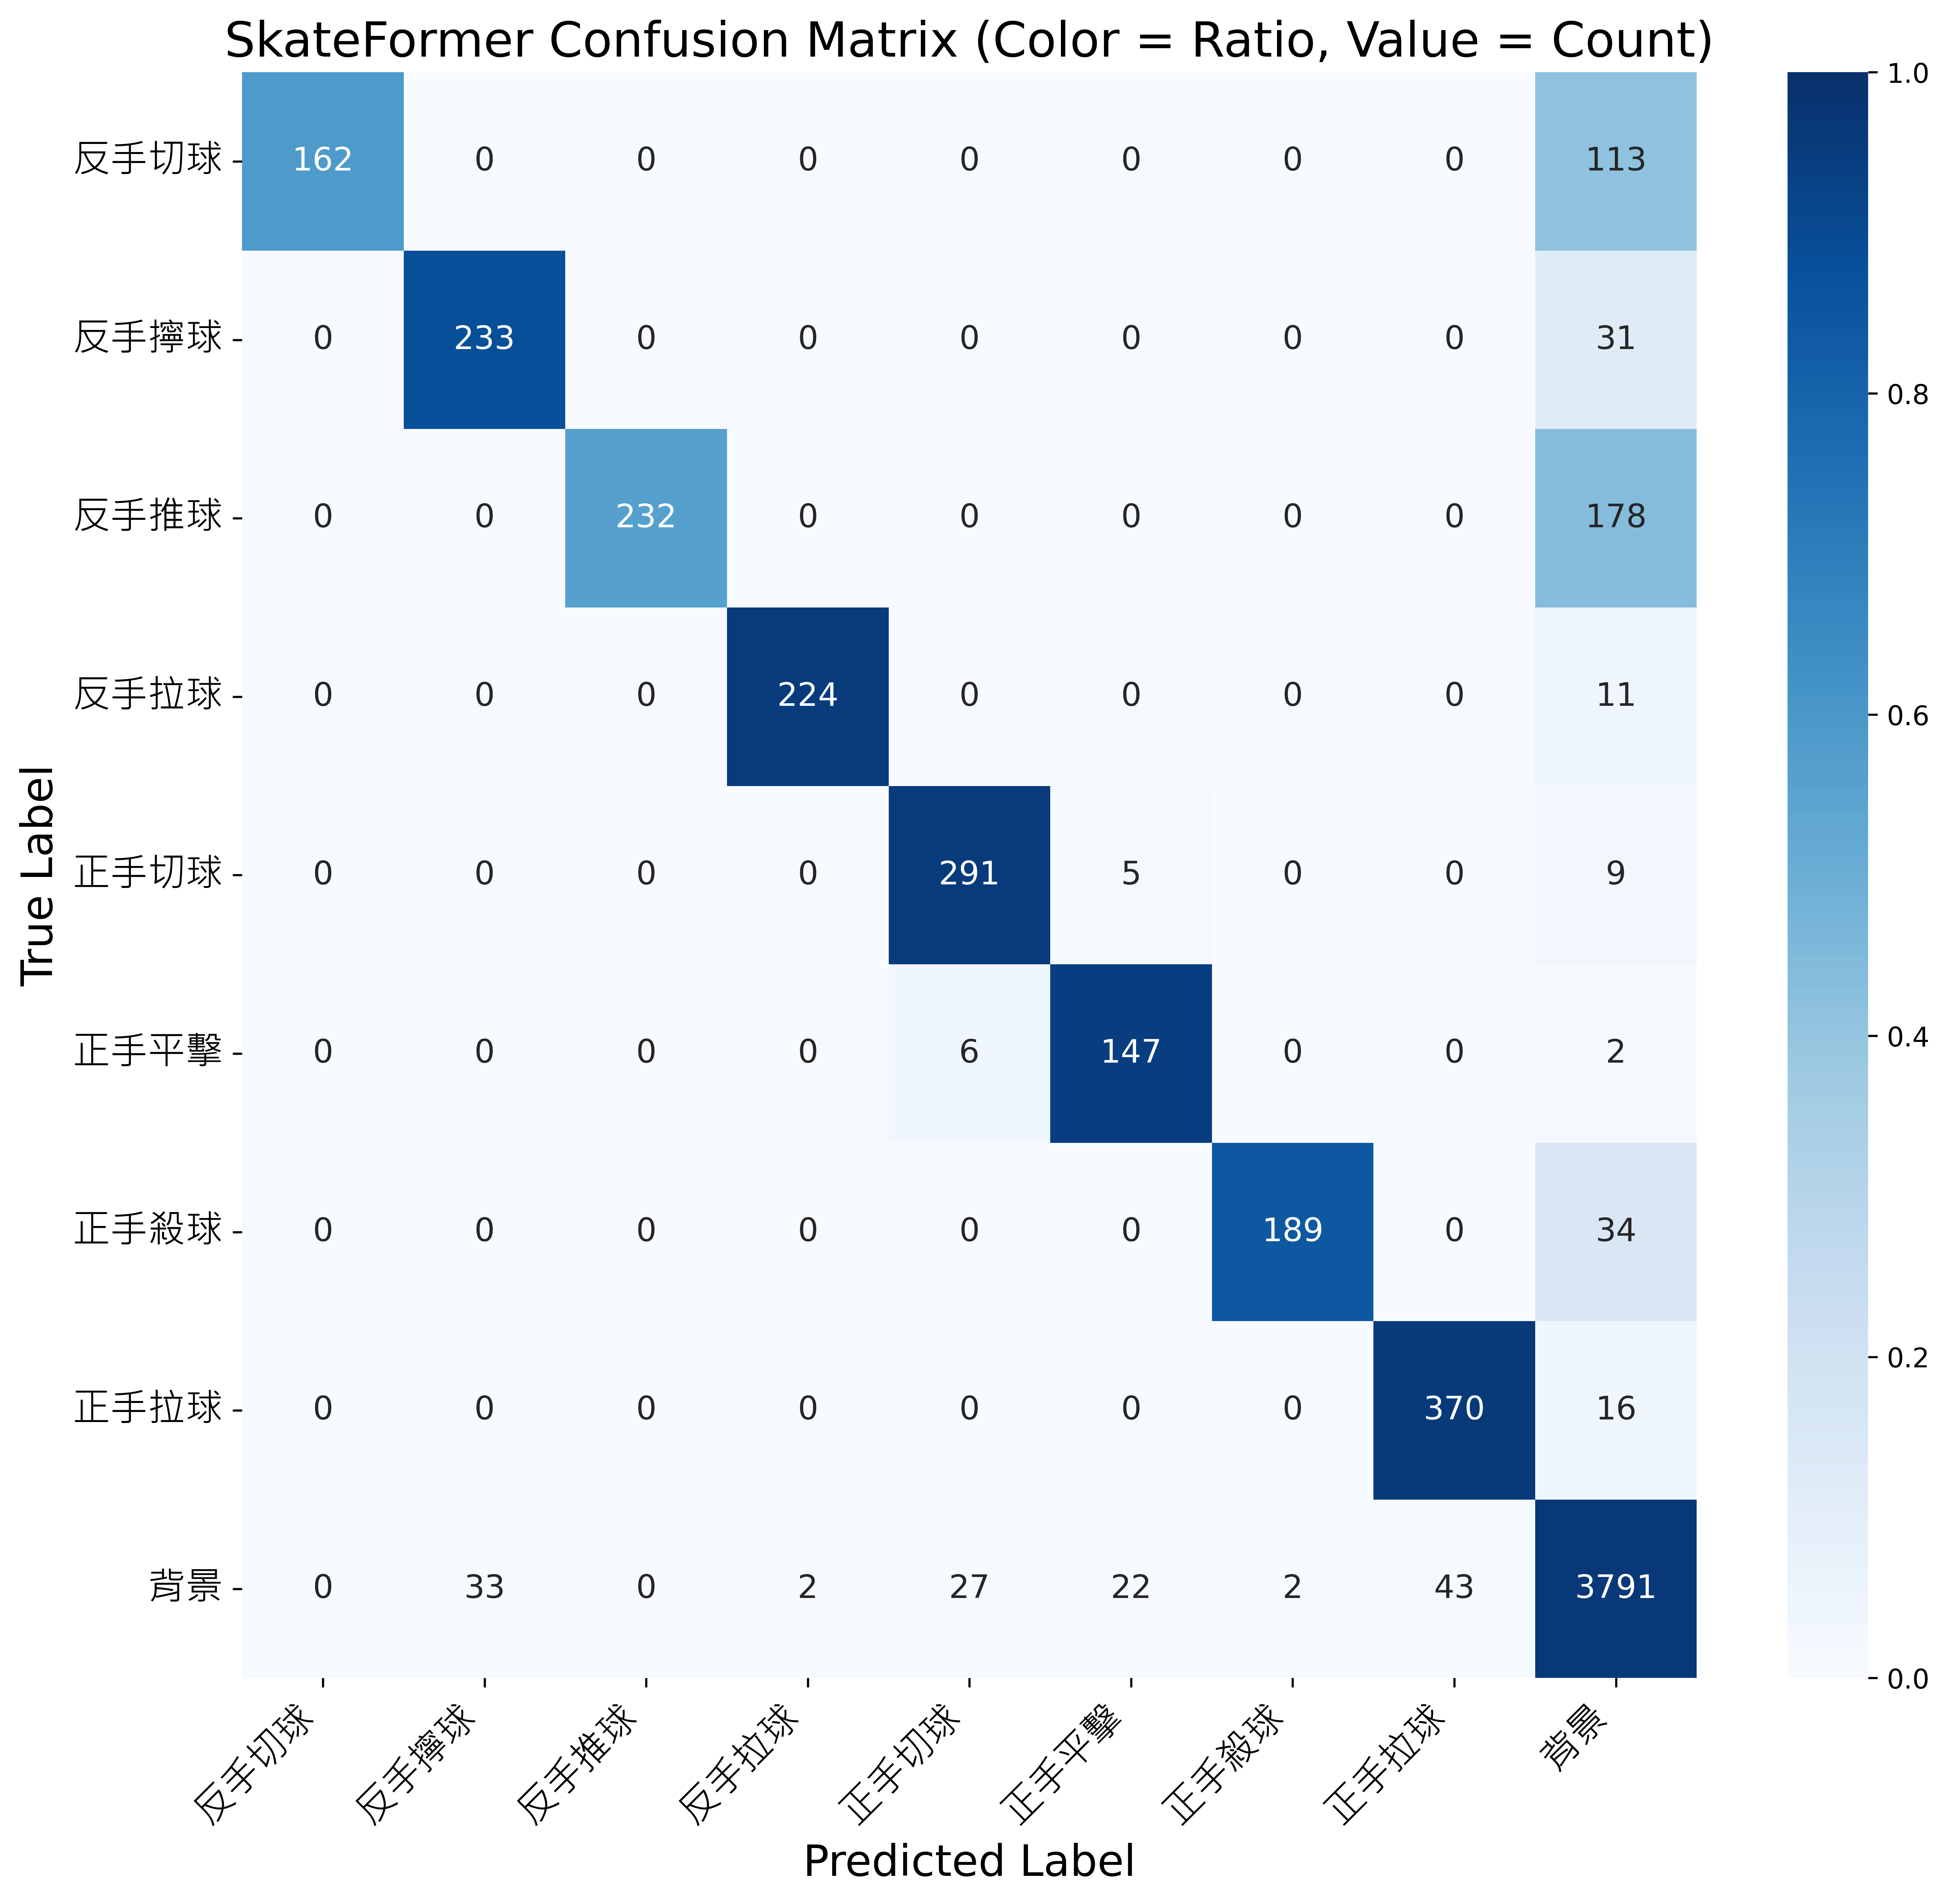 SkateFormer Confusion Matrix (Color = Ratio, Value = Count)
True Label
反手切球 162 0 0 0 0 0 0 0 113
反手擰球 0 233 0 0 0 0 0 0 31
反手推球 0 0 232 0 0 0 0 0 178
反手拉球 0 0 0 224 0 0 0 0 11
正手切球 0 0 0 0 291 5 0 0 9
正手平擊 0 0 0 0 6 147 0 0 2
正手殺球 0 0 0 0 0 0 189 0 34
正手拉球 0 0 0 0 0 0 0 370 16
背景 0 33 0 2 27 22 2 43 3791
反手切球 反手擰球 反手推球 反手拉球 正手切球 正手平擊 正手殺球 正手拉球 背景
Predicted Label
1.0
0.8
0.6
0.4
0.2
0.0